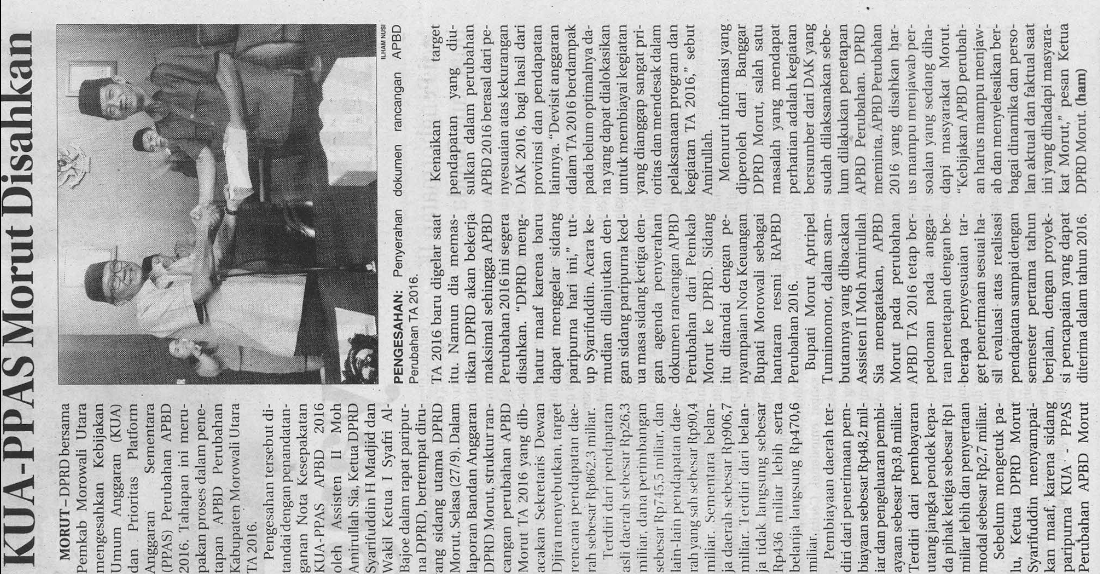 KUA-PPAS Morut Disahkan
MORUT – DPRD bersama
Pemkab Morowali Utara
mengesahkan Kebijakan
Umum Anggaran (KUA)
dan Prioritas Platform
Anggaran Sementara
(PPAS) Perubahan APBD
2016. Tahapan ini meru-
pakan proses dalam pene-
tapan APBD Perubahan
Kabupaten Morowali Utara
TA 2016.
Pengesahan tersebut di-
tandai dengan penandatan-
ganan Nota Kesepakatan
KUA-PPAS APBD 2016
oleh Assisten II Moh
Amirullah Sia, Ketua DPRD
Syarifuddin H Madjid dan
Wakil Ketua I Syafri Al-
Bajoe dalam rapat paripur-
na DPRD, bertempat diru-
ang sidang utama DPRD
Morut, Selasa (27/9). Dalam
laporan Bandan Anggaran
DPRD Morut, struktur ran-
cangan perubahan APBD
Morut TA 2016 yang dib-
acakan Sekretaris Dewan
Djira menyebutkan, target
rencana pendapatan dae-
rah sebesar Rp862.3 miliar.
Terdiri dari pendapatan
asli daerah sebesar Rp26,3
miliar, dana perimbangan
sebesar Rp745.5 miliar, dan
lain-lain pendapatan dae-
rah yang sah sebesar Rp90,4
miliar. Sementara belan-
ja daerah sebesar Rp906,7
miliar. Terdiri dari belan-
ja tidak langsung sebesar
Rp436 miliar lebih serta
belanja langsung Rp470,6
miliar.
Pembiayaan daerah ter-
diri dari penerimaan pem-
biayaan sebesar Rp48.2 mil-
iar dan pengeluaran pembi-
ayaan sebesar Rp3,8 miliar.
Terdiri dari pembayaran
utang jangka pendek kepa-
da pihak ketiga sebesar Rp1
miliar lebih dan penyertaan
modal sebesar Rp2,7 miliar.
Sebelum mengetuk pa-
lu, Ketua DPRD Morut
Syarifuddin menyampai-
kan maaf, karena sidang
paripurna KUA - PPAS
Perubahan APBD Morut
ILHAM NUSI
PENGESAHAN: Penyerahan dokumen rancangan APBD
Perubahan TA 2016.
TA 2016 baru digelar saat
itu. Namun dia memas-
tikan DPRD akan bekerja
maksimal sehingga APBD
Perubahan 2016 ini segera
disahkan. "DPRD meng-
hatur maaf karena baru
dapat menggelar sidang
paripurna hari ini," tut-
up Syarifuddin. Acara ke-
mudian dilanjutkan den-
gan sidang paripurna ked-
ua masa sidang ketiga den-
gan agenda penyerahan
dokumen rancangan APBD
Perubahan dari Pemkab
Morut ke DPRD. Sidang
itu ditandai dengan pe-
nyampaian Nota Keuangan
Bupati Morowali sebagai
hantaran resmi RAPBD
Perubahan 2016.
Bupati Morut Aptripel
Tumimomor, dalam sam-
butannya yang dibacakan
Assisten II Moh Amirullah
Sia mengatakan, APBD
Morut pada perubahan
APBD TA 2016 tetap ber-
pedoman pada angga-
ran penetapan dengan be-
berapa penyesuaian tar-
get penerimaan sesuai ha-
sil evaluasi atas realisasi
pendapatan sampai dengan
semester pertama tahun
berjalan, dengan proyek-
si pencapaian yang dapat
diterima dalam tahun 2016.
Kenaikan target
pendapatan yang diu-
sulkan dalam perubahan
APBD 2016 berasal dari pe-
nyesuaian atas kekurangan
DAK 2016, bagi hasil dari
provinsi dan pendapatan
lainnya. "Devisit anggaran
dalam TA 2016 berdampak
pada belum optimalnya da-
na yang dapat dialokasikan
untuk membiayai kegiatan
yang dianggap sangat pri-
oritas dan mendesak dalam
pelaksanaan program dan
kegiatan TA 2016," sebut
Amirullah.
Menurut informasi yang
diperoleh dari Banggar
DPRD Morut, salah satu
masalah yang mendapat
perhatian adalah kegiatan
bersumber dari DAK yang
sudah dilaksanakan sebe-
lum dilakukan penetapan
APBD Perubahan. DPRD
meminta, APBD Perubahan
2016 yang disahkan har-
us mampu menjawab per-
soalan yang sedang diha-
dapi masyarakat Morut.
"Kebijakan APBD perubah-
an harus mampu menjaw-
ab dan menyelesaikan ber-
bagai dinamika dan perso-
lan aktual dan faktual saat
ini yang dihadapi masyara-
kat Morut," pesan Ketua
DPRD Morut. (ham)